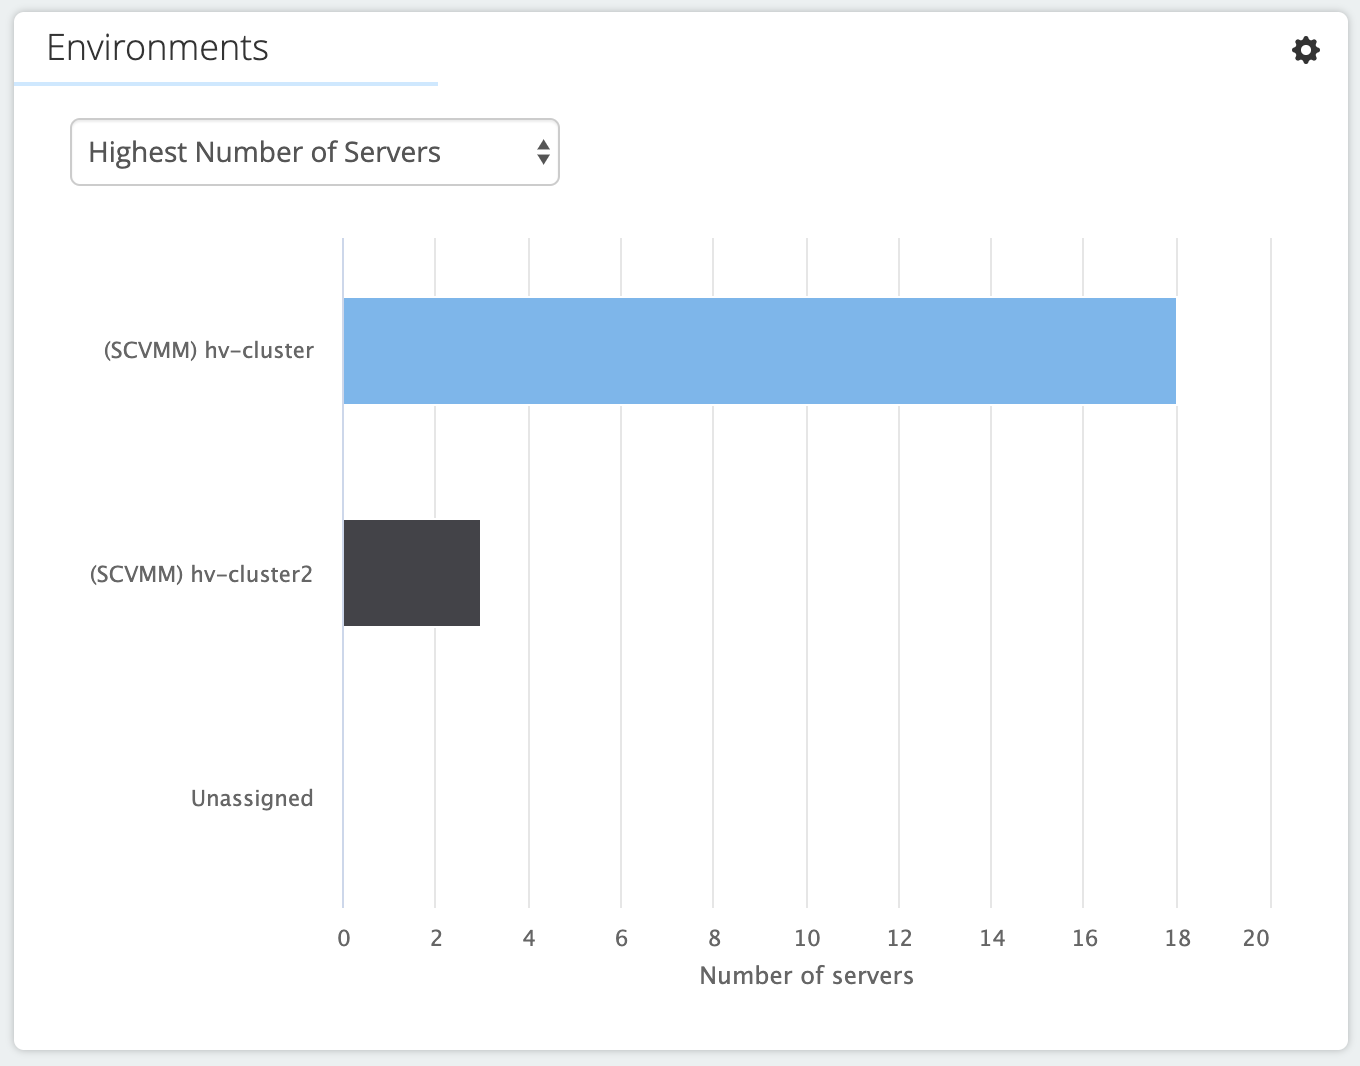 Environments
Highest Number of Servers
(SCVMM) hv-cluster
(SCVMM) hv-cluster2
Unassigned
0 2 4 6 8 10 12 14 16 18 20
Number of servers